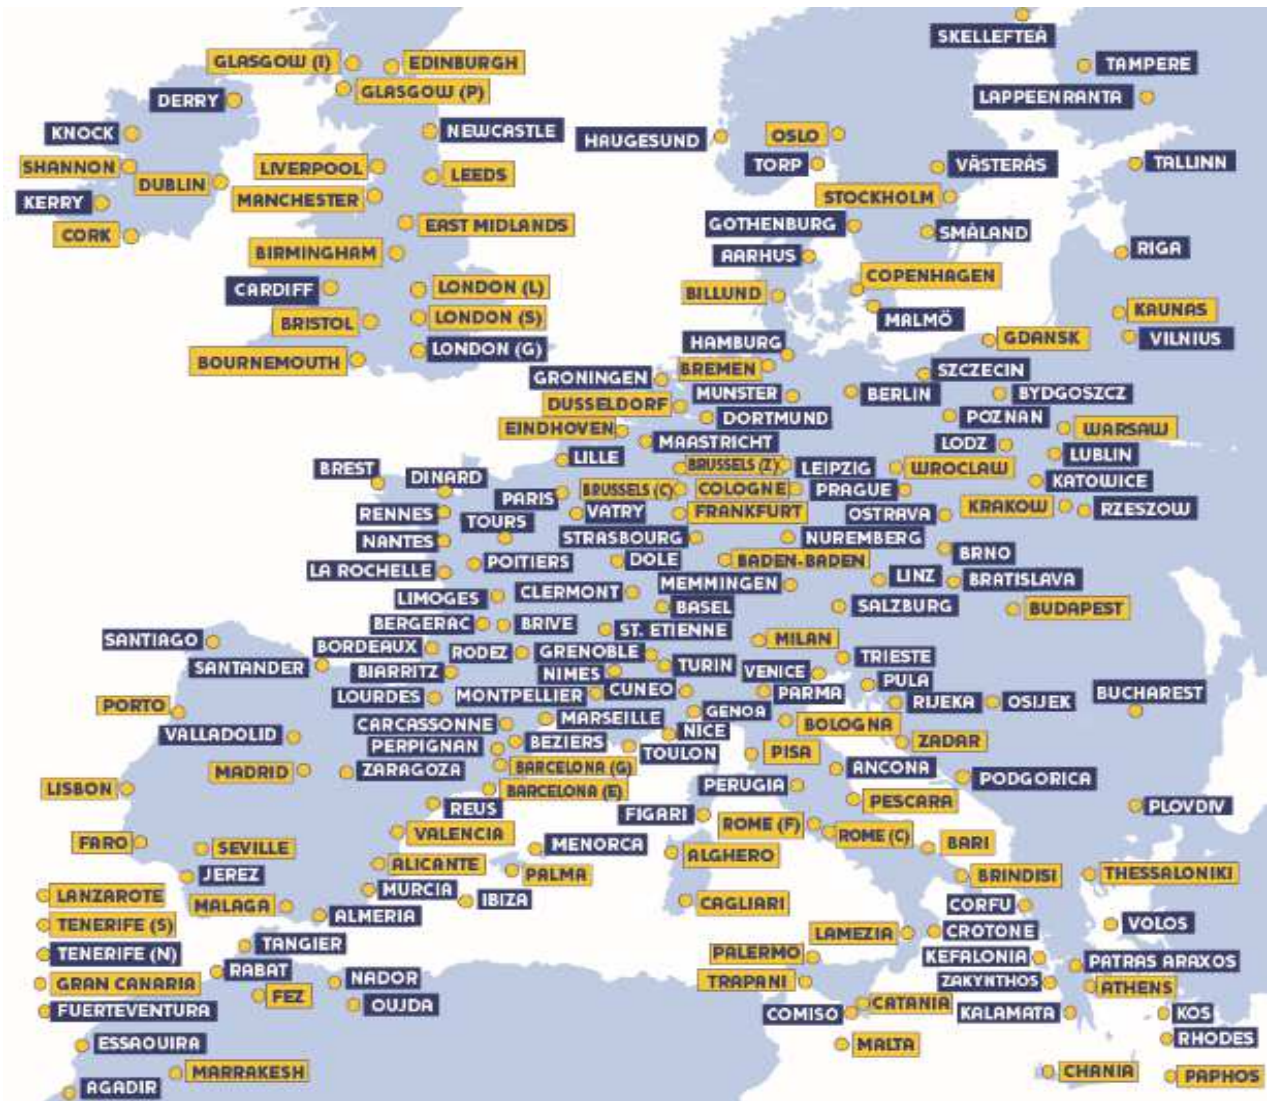 SKELLEFTEÅ
GLASGOW (I)
EDINBURGH
TAMPERE
GLASGOW (P)
LAPPEENRANTA
DERRY
KNOCK
NEWCASTLE
HAUGESUND
OSLO
SHANNON
LIVERPOOL
TORP
VÄSTERÅS
TALLINN
DUBLIN
LEEDS
KERRY
MANCHESTER
STOCKHOLM
CORK
EAST MIDLANDS
GOTHENBURG
SMÅLAND
BIRMINGHAM
AARHUS
RIGA
CARDIFF
LONDON (L)
BILLUND
COPENHAGEN
BRISTOL
LONDON (S)
MALMÖ
KAUNAS
BOURNEMOUTH
LONDON (G)
HAMBURG
GDANSK
VILNIUS
GRONINGEN
BREMEN
SZCZECIN
DUSSELDORF
MUNSTER
BERLIN
BYDGOSZCZ
EINDHOVEN
DORTMUND
POZNAN
WARSAW
MAASTRICHT
LODZ
LUBLIN
BREST
DINARD
LILLE
BRUSSELS (Z)
LEIPZIG
WROCLAW
KATOWICE
PARIS
BRUSSELS (C)
COLOGNE
PRAGUE
RENNES
TOURS
VATRY
FRANKFURT
OSTRAVA
KRAKOW
RZESZOW
NANTES
STRASBOURG
NUREMBERG
BRNO
LA ROCHELLE
POITIERS
DOLE
BADEN-BADEN
LINZ
BRATISLAVA
LIMOGES
CLERMONT
MEMMINGEN
BASEL
SALZBURG
BUDAPEST
BERGERAC
BRIVE
ST. ETIENNE
MILAN
SANTIAGO
BORDEAUX
RODEZ
GRENOBLE
TRIESTE
SANTANDER
BIARRITZ
NIMES
TURIN
VENICE
PULA
LOURDES
MONTPELLIER
CUNEO
PARMA
RIJEKA
OSIJEK
BUCHAREST
PORTO
CARCASSONNE
MARSEILLE
GENOA
BOLOGNA
VALLADOLID
PERPIGNAN
BEZIERS
NICE
ZADAR
MADRID
ZARAGOZA
BARCELONA (G)
TOULON
PISA
ANCONA
PODGORICA
LISBON
BARCELONA (E)
PERUGIA
PESCARA
REUS
FIGARI
PLOVDIV
FARO
VALENCIA
MENORCA
ROME (F)
ROME (C)
BARI
SEVILLE
ALICANTE
PALMA
ALGHERO
JEREZ
BRINDISI
THESSALONIKI
LANZAROTE
MURCIA
IBIZA
CAGLIARI
CORFU
MALAGA
ALMERIA
TENERIFE (S)
LAMEZIA
CROTONE
VOLOS
TENERIFE (N)
TANGIER
PALERMO
KEFALONIA
PATRAS ARAXOS
GRAN CANARIA
RABAT
NADOR
TRAPANI
ZAKYNTHOS
ATHENS
FEZ
OUJDA
CATANIA
FUERTEVENTURA
COMISO
KALAMATA
KOS
ESSAOUIRA
MALTA
RHODES
MARRAKESH
CHANIA
PAPHOS
AGADIR